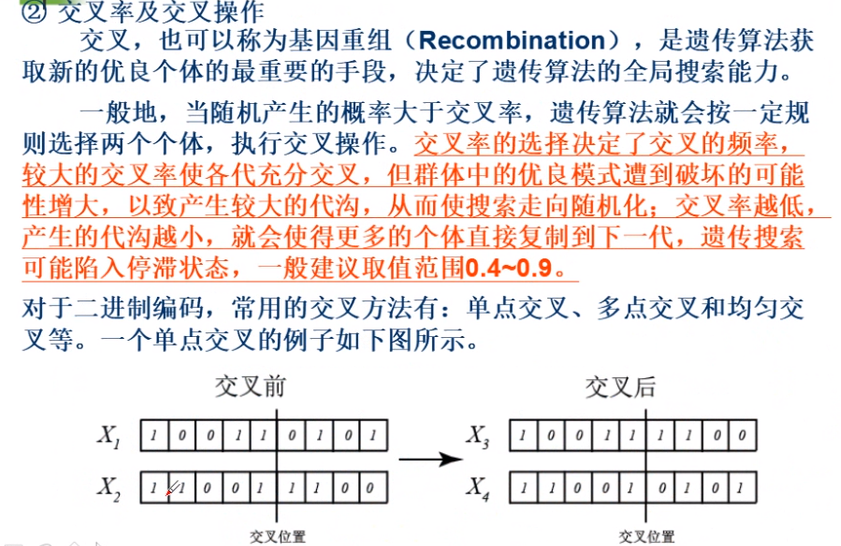 ② 交叉率及交叉操作
交叉，也可以称为基因重组（Recombination），是遗传算法获
取新的优良个体的最重要的手段，决定了遗传算法的全局搜索能力。
一般地，当随机产生的概率大于交叉率，遗传算法就会按一定规
则选择两个个体，执行交叉操作。交叉率的选择决定了交叉的频率，
较大的交叉率使各代充分交叉，但群体中的优良模式遭到破坏的可能
性增大，以致产生较大的代沟，从而使搜索走向随机化；交叉率越低，
产生的代沟越小，就会使得更多的个体直接复制到下一代，遗传搜索
可能陷入停滞状态，一般建议取值范围0.4~0.9。
对于二进制编码，常用的交叉方法有：单点交叉、多点交叉和均匀交
叉等。一个单点交叉的例子如下图所示。
交叉前 交叉后
X₁ 1 0 0 1 1 0 1 0 1 X₃ 1 0 0 1 1 1 1 0 0
X₂ 1 1 0 0 1 1 1 0 0 X₄ 1 1 0 0 1 0 1 0 1
交叉位置 交叉位置